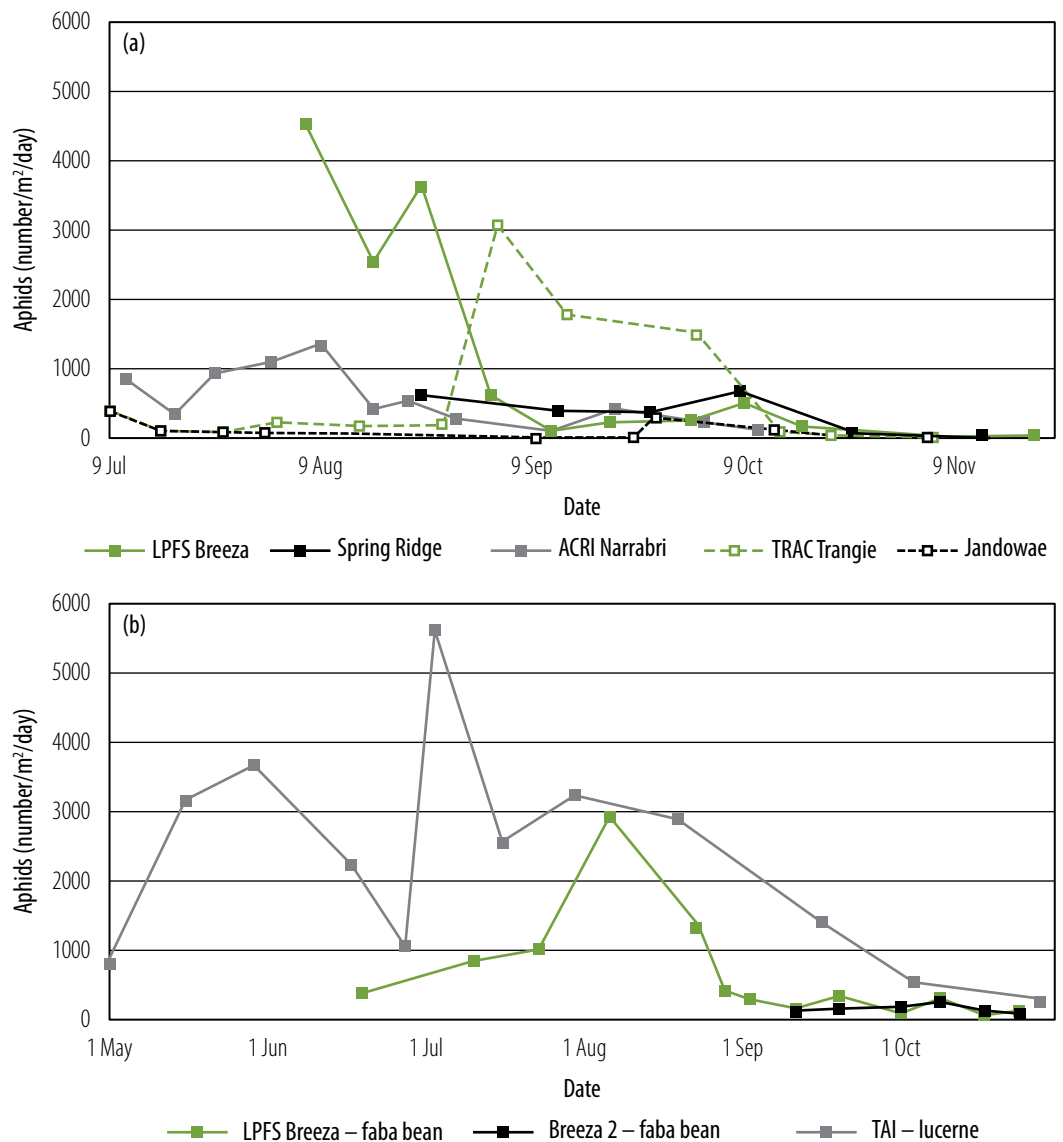 6000
(a)
5000
4000
3000
2000
1000
0
Aphids (number/m²/day)
9 Jul 9 Aug 9 Sep 9 Oct 9 Nov
Date
LPFS Breeza Spring Ridge ACRI Narrabri TRAC Trangie Jandowae
6000
(b)
5000
4000
3000
2000
1000
0
Aphids (number/m²/day)
1 May 1 Jun 1 Jul 1 Aug 1 Sep 1 Oct
Date
LPFS Breeza – faba bean Breeza 2 – faba bean TAI – lucerne